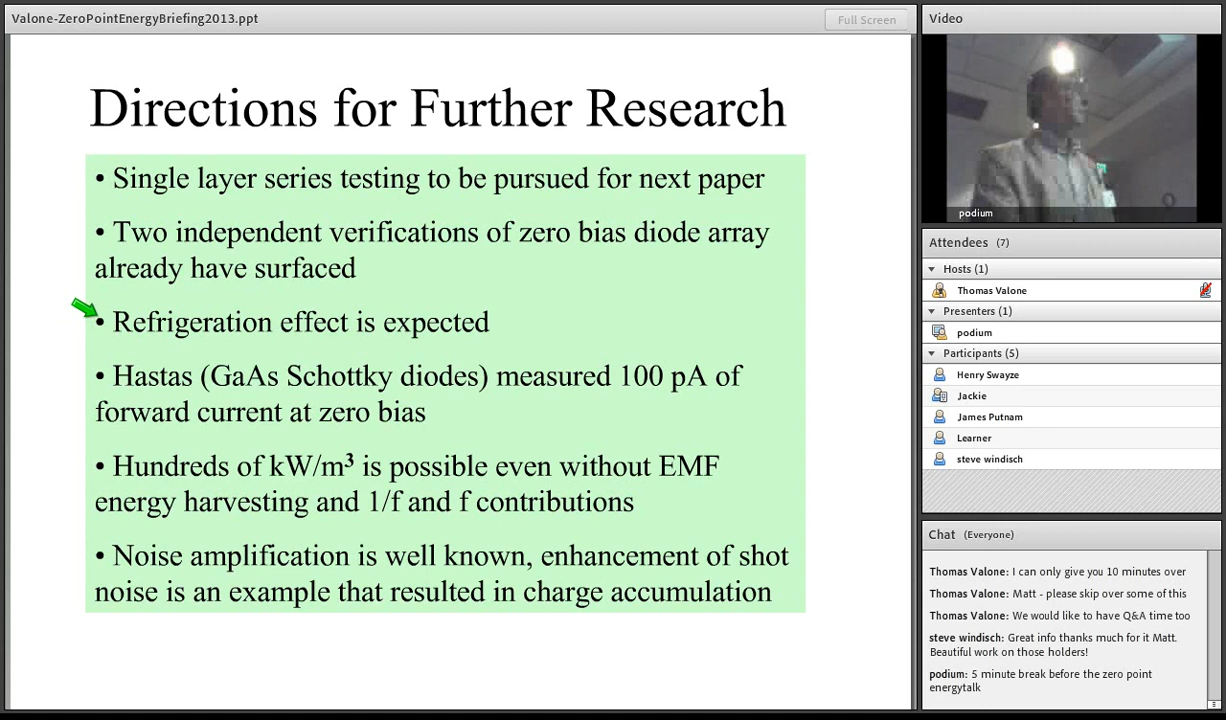 Valone-ZeroPointEnergyBriefing2013.ppt
Full Screen
Directions for Further Research
• Single layer series testing to be pursued for next paper
• Two independent verifications of zero bias diode array
already have surfaced
• Refrigeration effect is expected
• Hastas (GaAs Schottky diodes) measured 100 pA of
forward current at zero bias
• Hundreds of kW/m³ is possible even without EMF
energy harvesting and 1/f and f contributions
• Noise amplification is well known, enhancement of shot
noise is an example that resulted in charge accumulation
Video
podium
Attendees (7)
Hosts (1)
Thomas Valone
Presenters (1)
podium
Participants (5)
Henry Swayze
Jackie
James Putnam
Learner
steve windisch
Chat (Everyone)
Thomas Valone: I can only give you 10 minutes over
Thomas Valone: Matt - please skip over some of this
Thomas Valone: We would like to have Q&A time too
steve windisch: Great info thanks much for it Matt.
Beautiful work on those holders!
podium: 5 minute break before the zero point
energytalk